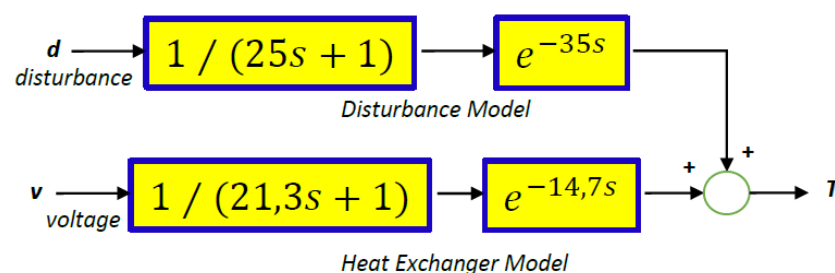 d
disturbance
1 / (25s + 1)
e^{−35s}
Disturbance Model
+
+
v
voltage
1 / (21,3s + 1)
e^{−14,7s}
T
Heat Exchanger Model